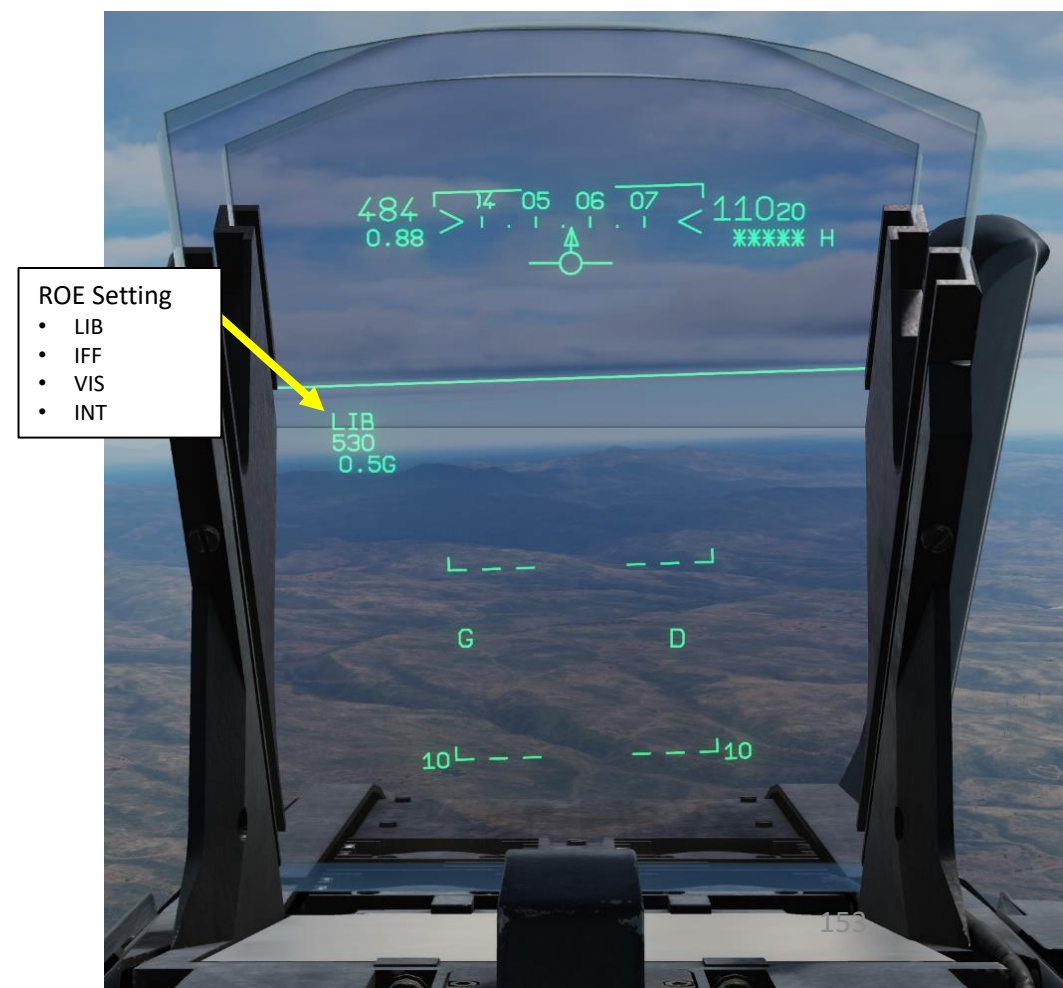 )4 05 06 07
484 11020
0.88 ***** H
ROE Setting
• LIB
• IFF
• VIS
• INT
LIB
530
0.5G
G D
10 10
153